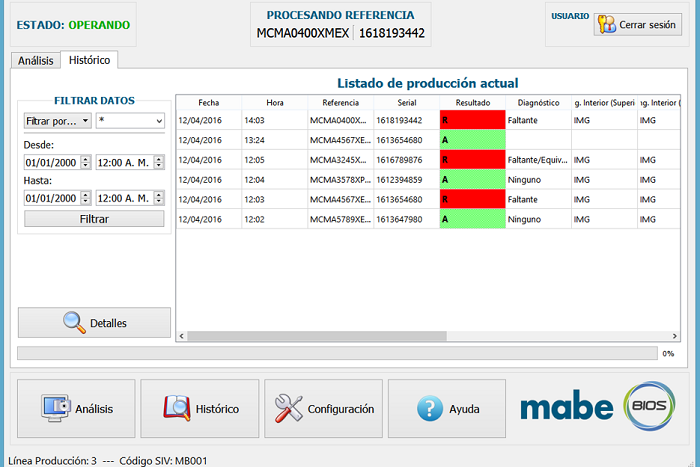 ESTADO: OPERANDO
PROCESANDO REFERENCIA
MCMA0400XMEX 1618193442
USUARIO
Cerrar sesión
Análisis Histórico
Listado de producción actual
FILTRAR DATOS
Filtrar por... *
Desde:
01/01/2000 12:00 A. M.
Hasta:
01/01/2000 12:00 A. M.
Filtrar
Fecha Hora Referencia Serial Resultado Diagnóstico g. Interior (Superi ng. Interior (
12/04/2016 14:03 MCMA0400X... 1618193442 R Faltante IMG IMG
12/04/2016 13:24 MCMA4567XE... 1613654680 A
12/04/2016 12:05 MCMA3245X... 1616789876 R Faltante/Equiv... IMG IMG
12/04/2016 12:04 MCMA3578XP... 1612394859 A Ninguno IMG IMG
12/04/2016 12:03 MCMA4567XE... 1613654680 R Faltante IMG IMG
12/04/2016 12:02 MCMA5789XE... 1613647980 A Ninguno IMG IMG
Detalles
0%
Análisis
Histórico
Configuración
Ayuda
mabe
BIOS
Línea Producción: 3 --- Código SIV: MB001